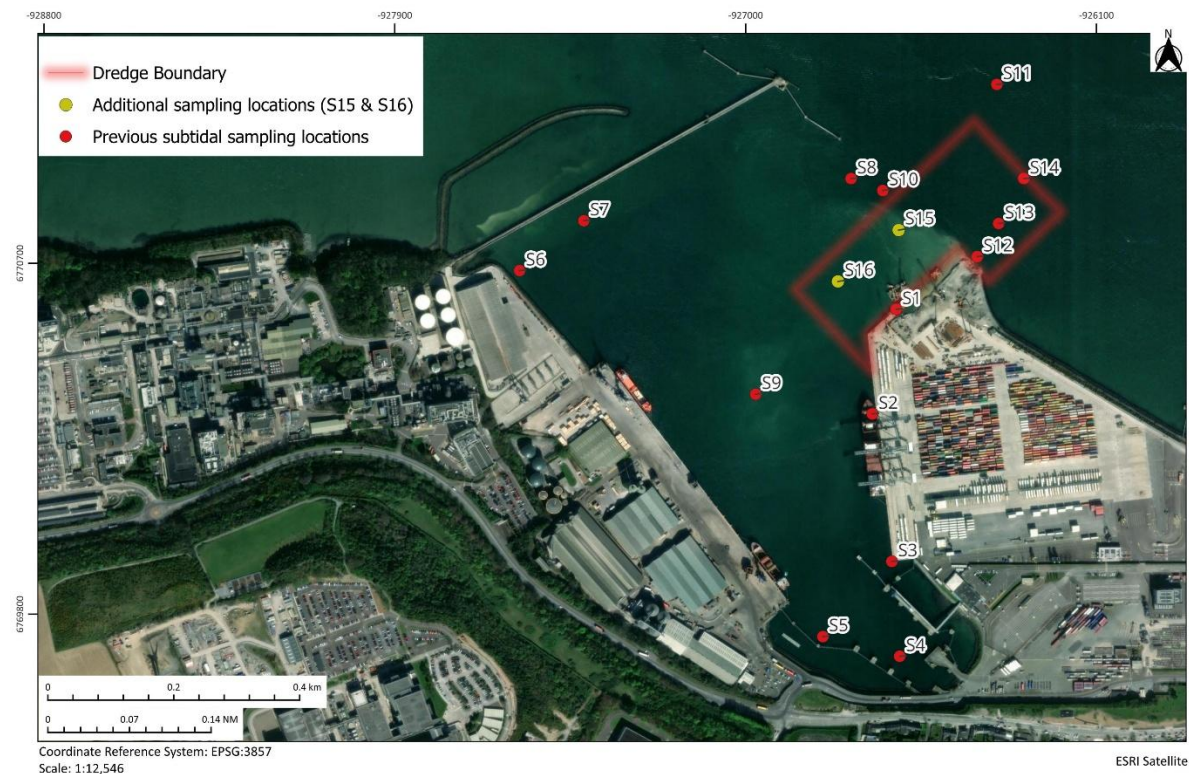 -928800 -927900 -927000 -926100
N
Dredge Boundary
Additional sampling locations (S15 & S16)
Previous subtidal sampling locations
S11
S8
S14
S10
S7
S13
S15
S12
6770700
S6
S16
S1
S9
S2
S3
6769800
S5
S4
0 0.2 0.4 km
0 0.07 0.14 NM
Coordinate Reference System: EPSG:3857
ESRI Satellite
Scale: 1:12,546